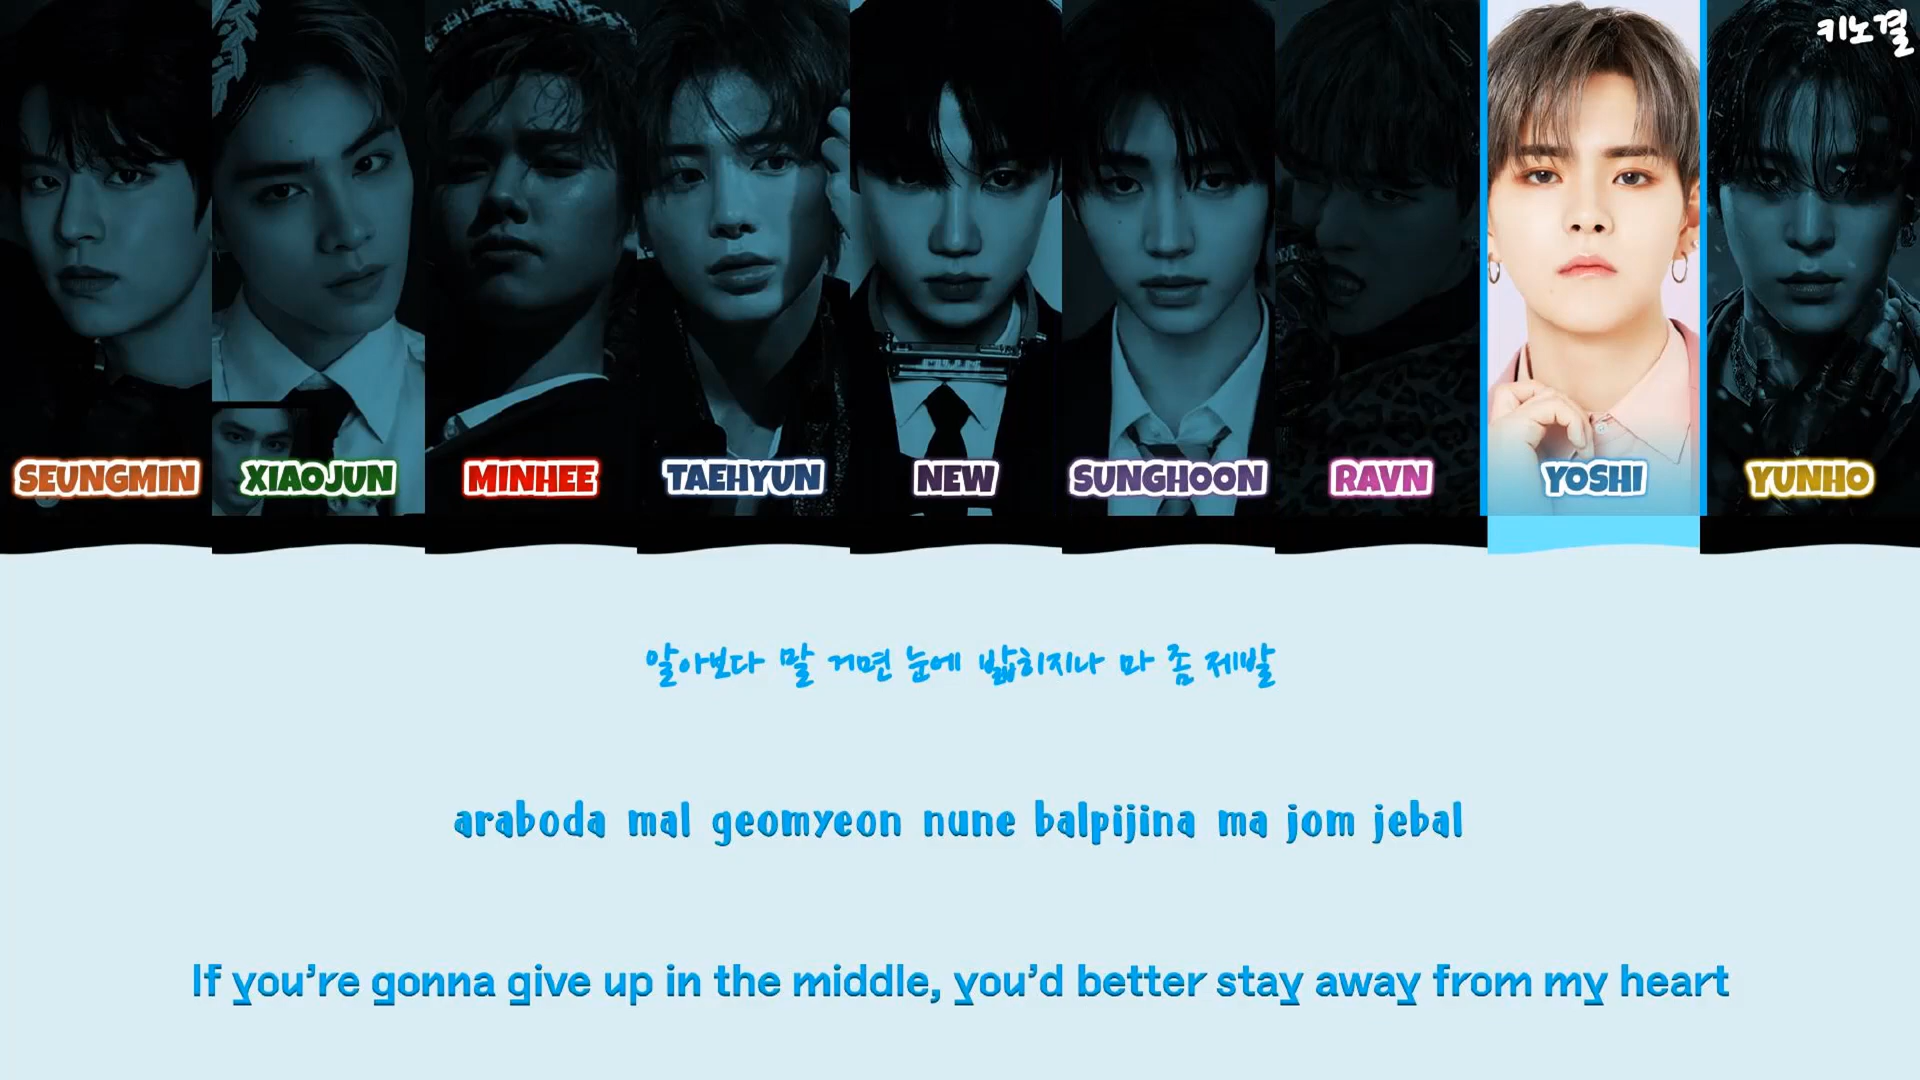 키노결
SEUNGMIN
XIAOJUN
MINHEE
TAEHYUN
NEW
SUNGHOON
RAVN
YOSHI
YUNHO
알아보다 말 거면 눈에 밟히지나 마 좀 제발
araboda mal geomyeon nune balpijina ma jom jebal
If you're gonna give up in the middle, you'd better stay away from my heart